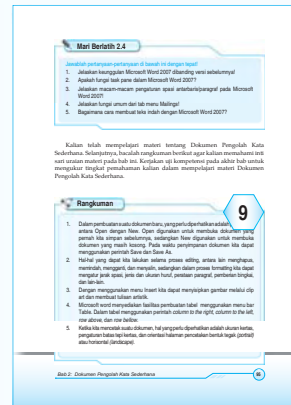 Mari Berlatih 2.4
Jawablah pertanyaan-pertanyaan di bawah ini dengan tepat!
1. Jelaskan keunggulan Microsoft Word 2007 dibanding versi sebelumnya!
2. Apakah fungsi task pane dalam Microsoft Word 2007?
3. Jelaskan macam-macam pengaturan spasi antarbaris/paragraf pada Microsoft
Word 2007!
4. Jelaskan fungsi umum dari tab menu Mailings!
5. Bagaimana cara membuat teks indah dengan Microsoft Word 2007?
Kalian telah mempelajari materi tentang Dokumen Pengolah Kata
Sederhana. Selanjutnya, bacalah rangkuman berikut agar kalian memahami inti
sari uraian materi pada bab ini. Kerjakan uji kompetensi pada akhir bab untuk
mengukur tingkat pemahaman kalian dalam mempelajari materi Dokumen
Pengolah Kata Sederhana.
Rangkuman
9
1. Dalam pembuatan suatu dokumen baru, yang perlu diperhatikan adalah
antara Open dengan New. Open digunakan untuk membuka dokumen yang
pernah kita simpan sebelumnya, sedangkan New digunakan untuk membuka
dokumen yang masih kosong. Pada waktu penyimpanan dokumen kita dapat
menggunakan perintah Save dan Save As.
2. Hal-hal yang dapat kita lakukan selama proses editing, antara lain menghapus,
memindah, mengganti, dan menyalin, sedangkan dalam proses formatting kita dapat
mengatur jarak spasi, jenis dan ukuran huruf, penataan paragraf, pemberian bingkai,
dan lain-lain.
3. Dengan menggunakan menu Insert kita dapat menyisipkan gambar melalui clip
art dan membuat tulisan artistik.
4. Microsoft word menyediakan fasilitas pembuatan tabel menggunakan menu bar
Table. Dalam tabel menggunakan perintah column to the right, column to the left,
row above, dan row bellow.
5. Ketika kita mencetak suatu dokumen, hal yang perlu diperhatikan adalah ukuran kertas,
pengaturan batas tepi kertas, dan orientasi halaman pencetakan bentuk tegak (portrait)
atau horisontal (landscape).
Bab 2: Dokumen Pengolah Kata Sederhana